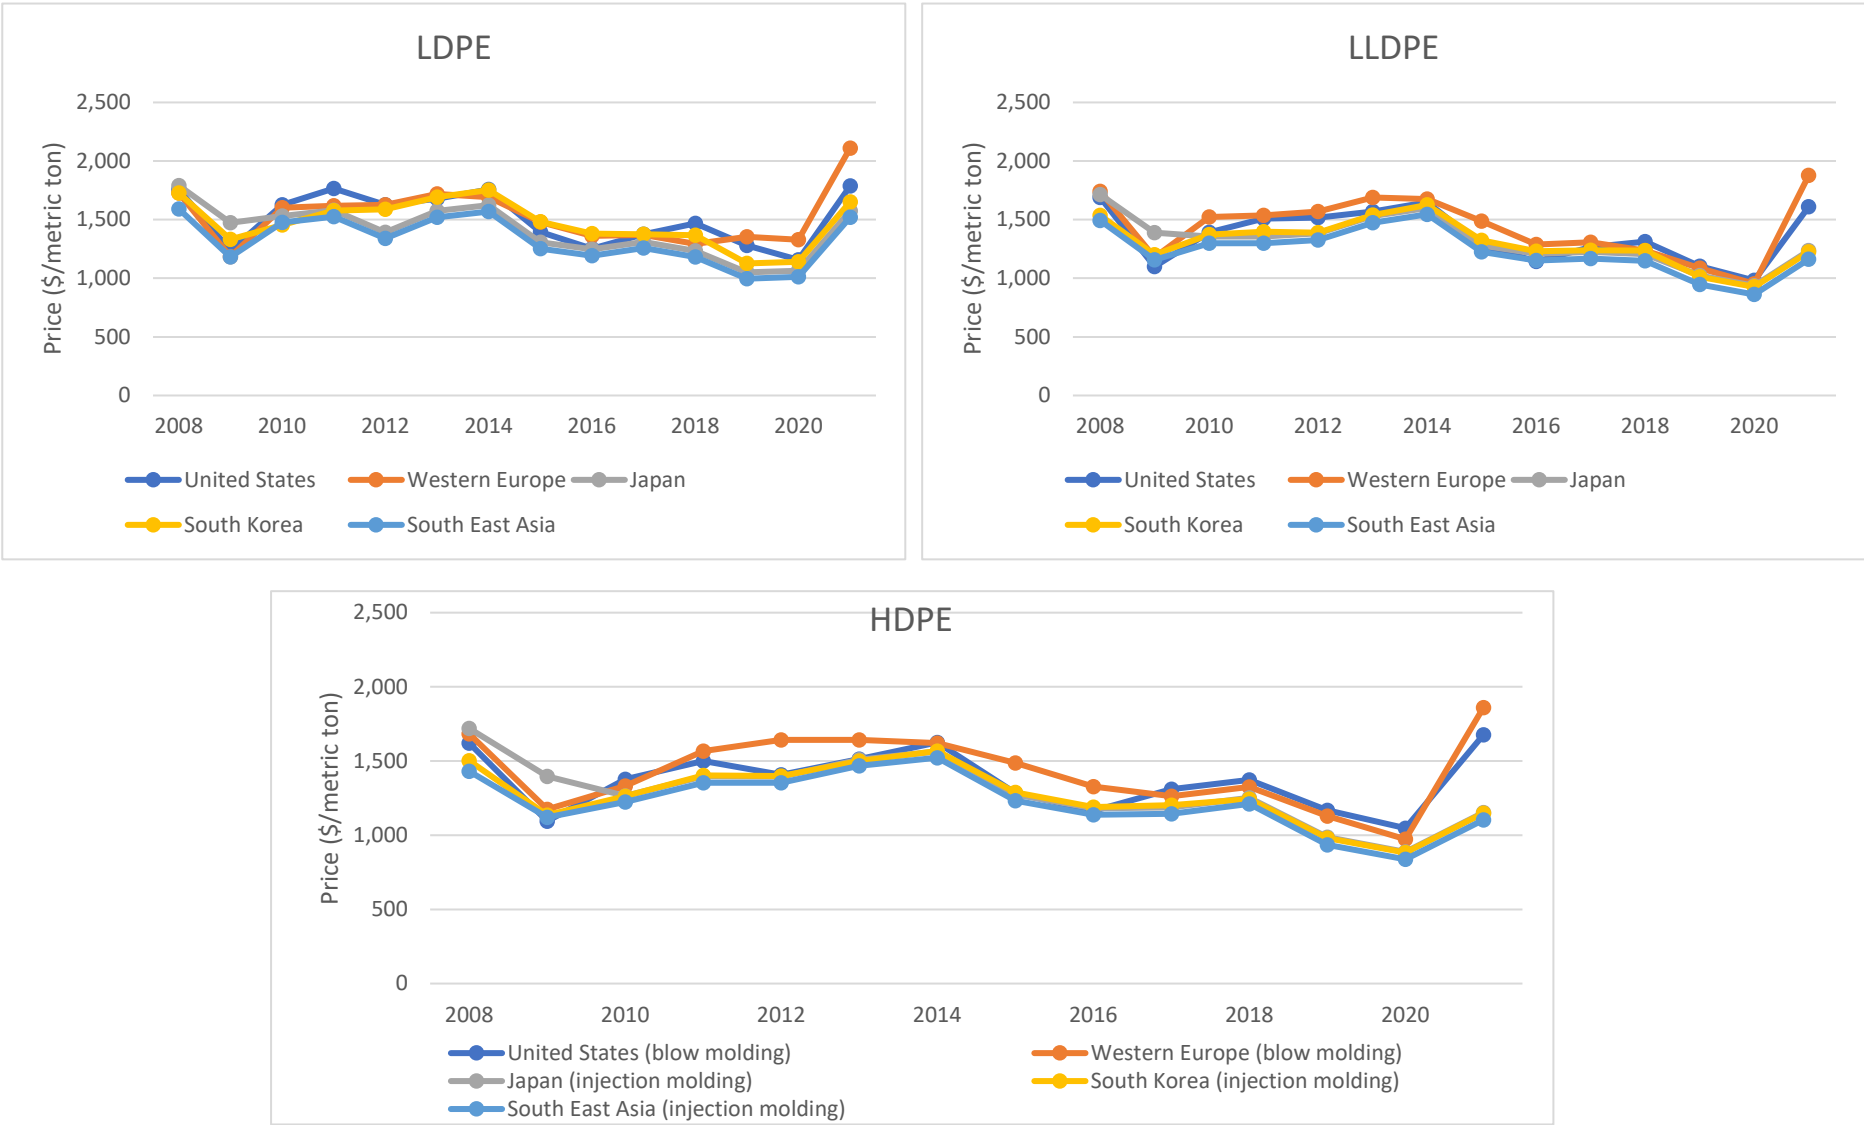 LDPE
2,500
2,000
1,500
1,000
500
0
Price ($/metric ton)
2008 2010 2012 2014 2016 2018 2020
United States Western Europe Japan
South Korea South East Asia
LLDPE
2,500
2,000
1,500
1,000
500
0
Price ($/metric ton)
2008 2010 2012 2014 2016 2018 2020
United States Western Europe Japan
South Korea South East Asia
HDPE
2,500
2,000
1,500
1,000
500
0
Price ($/metric ton)
2008 2010 2012 2014 2016 2018 2020
United States (blow molding) Western Europe (blow molding)
Japan (injection molding) South Korea (injection molding)
South East Asia (injection molding)